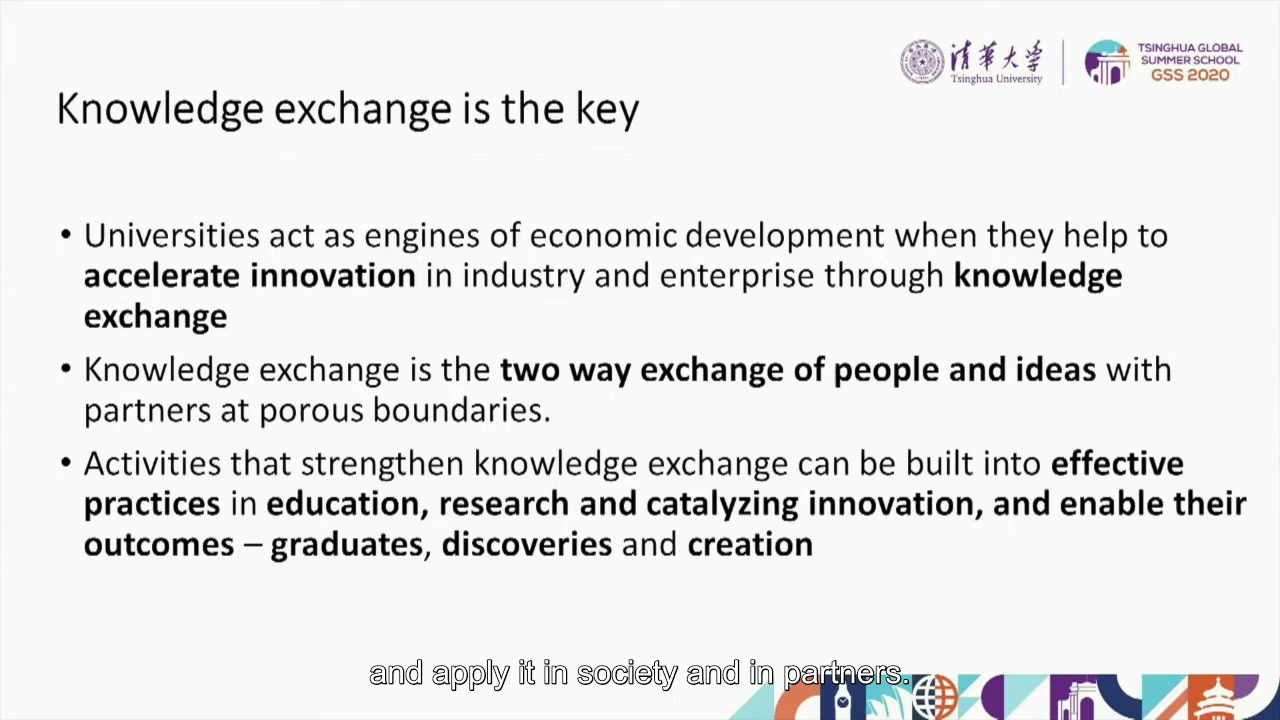 清華大学
Tsinghua University
TSINGHUA GLOBAL
SUMMER SCHOOL
GSS 2020
Knowledge exchange is the key
• Universities act as engines of economic development when they help to
accelerate innovation in industry and enterprise through knowledge
exchange
• Knowledge exchange is the two way exchange of people and ideas with
partners at porous boundaries.
• Activities that strengthen knowledge exchange can be built into effective
practices in education, research and catalyzing innovation, and enable their
outcomes – graduates, discoveries and creation
and apply it in society and in partners.